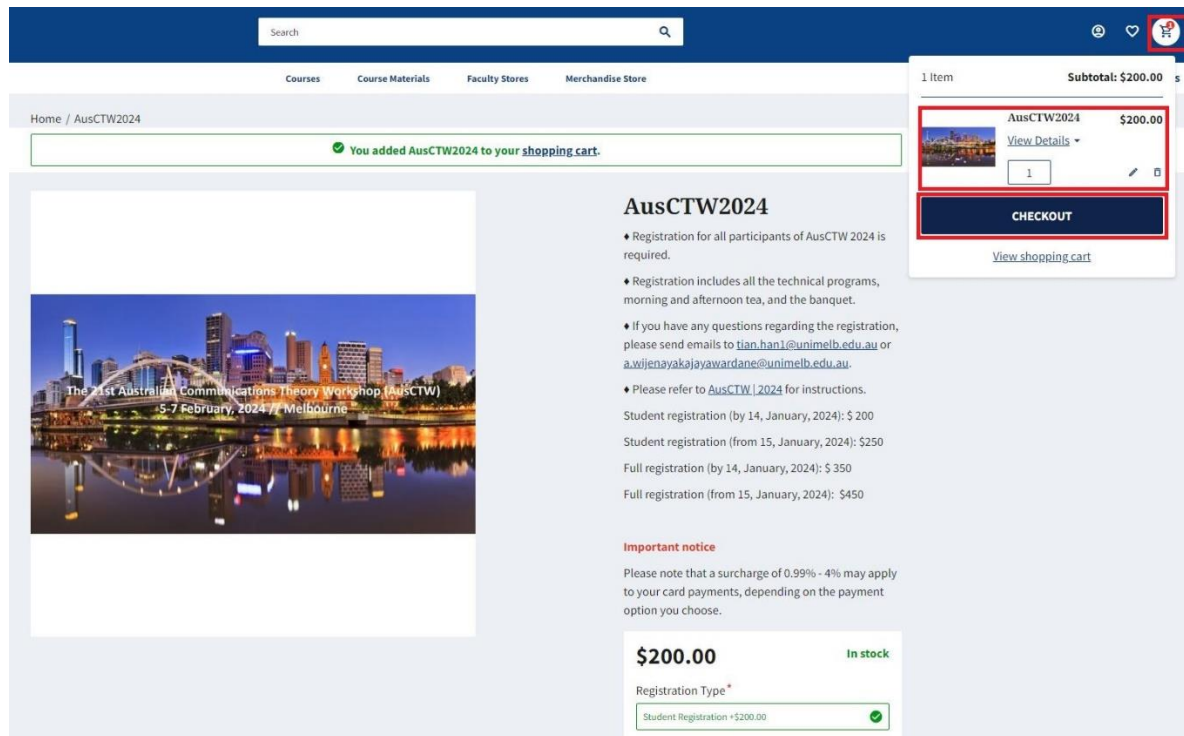 Search
1
Courses
Course Materials
Faculty Stores
Merchandise Store
s
1 Item
Subtotal: $200.00
AusCTW2024
$200.00
View Details
1
CHECKOUT
View shopping cart
Home / AusCTW2024
You added AusCTW2024 to your shopping cart.
The 21st Australian Communications Theory Workshop (AusCTW)
5-7 February, 2024 // Melbourne
AusCTW2024
♦ Registration for all participants of AusCTW 2024 is
required.
♦ Registration includes all the technical programs,
morning and afternoon tea, and the banquet.
♦ If you have any questions regarding the registration,
please send emails to tian.han1@unimelb.edu.au or
a.wijenayakajayawardane@unimelb.edu.au.
♦ Please refer to AusCTW | 2024 for instructions.
Student registration (by 14, January, 2024): $ 200
Student registration (from 15, January, 2024): $250
Full registration (by 14, January, 2024): $ 350
Full registration (from 15, January, 2024): $450
Important notice
Please note that a surcharge of 0.99% - 4% may apply
to your card payments, depending on the payment
option you choose.
$200.00
In stock
Registration Type*
Student Registration +$200.00